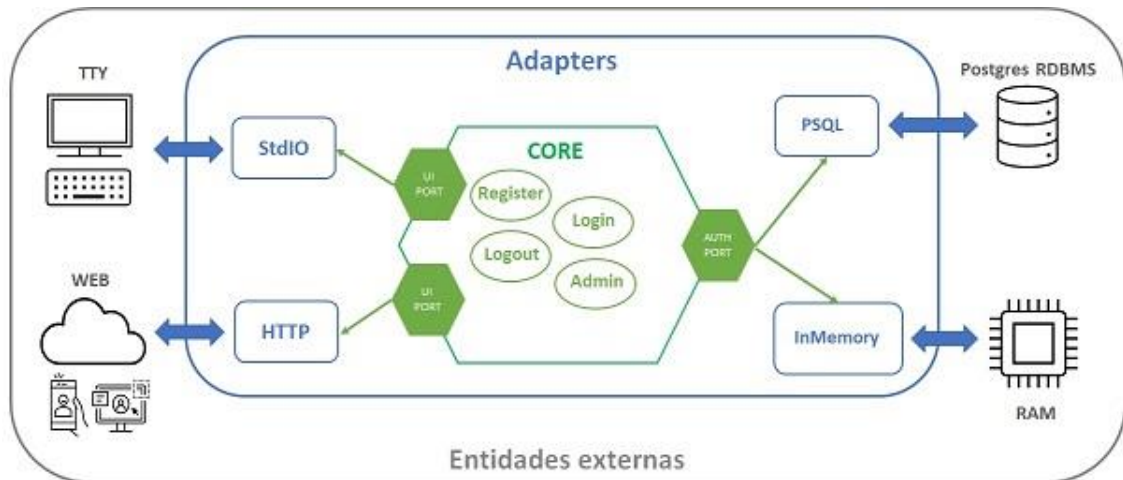 Adapters
TTY
Postgres RDBMS
StdIO
PSQL
CORE
UI
PORT
Register
Login
Logout
Admin
AUTH
PORT
UI
PORT
WEB
HTTP
InMemory
RAM
Entidades externas